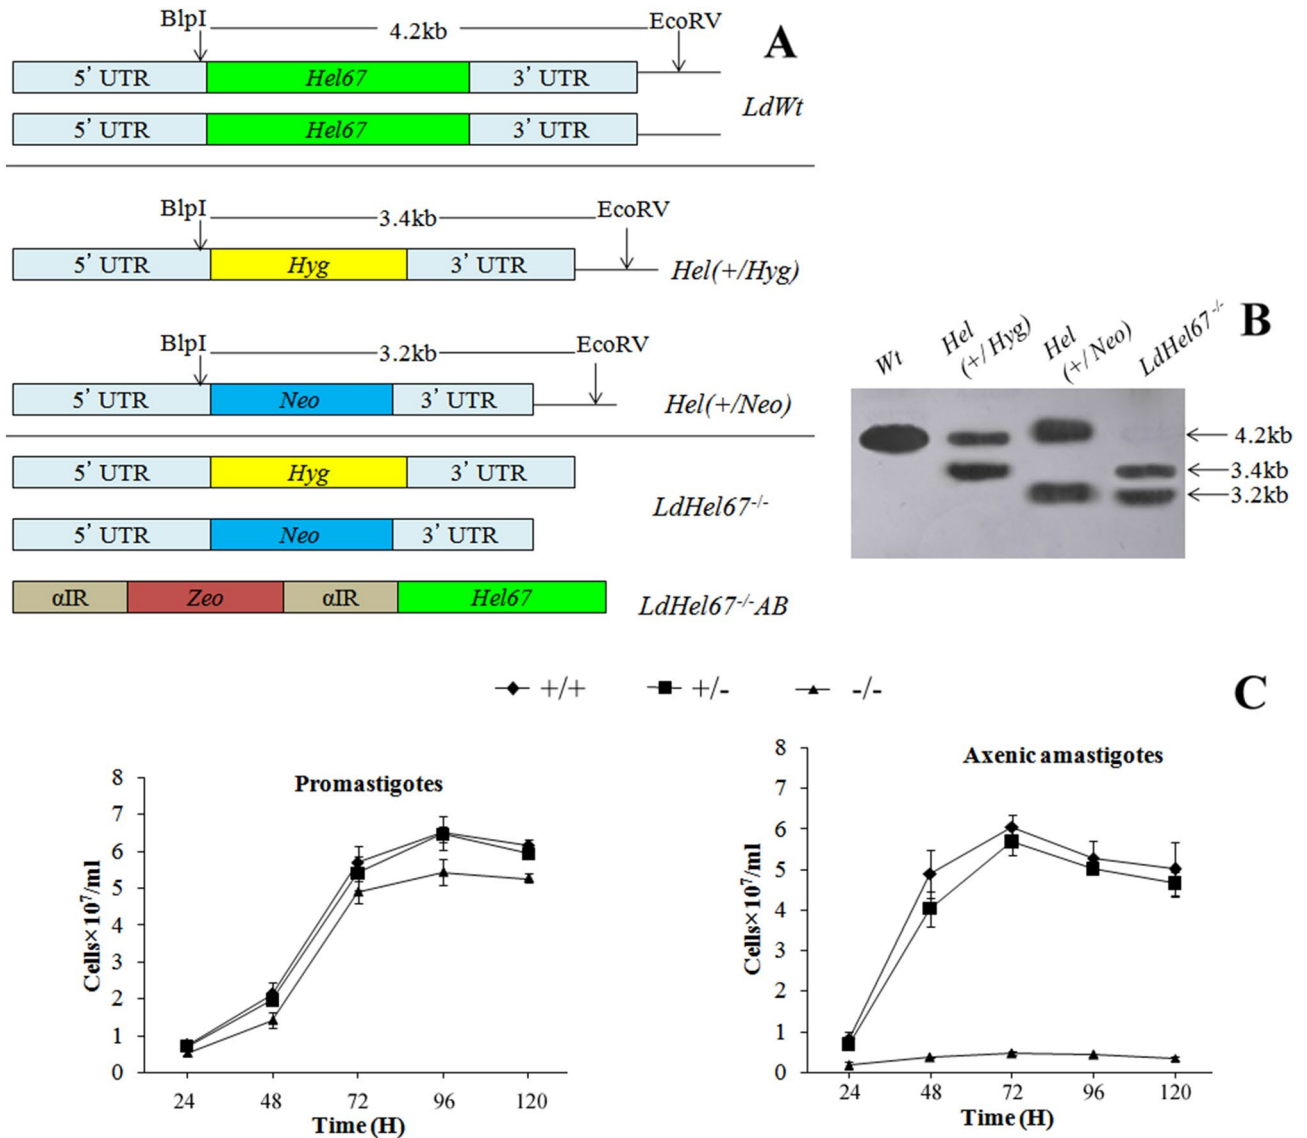 A
BlpI 4.2kb EcoRV
5' UTR Hel67 3' UTR
LdWt
5' UTR Hel67 3' UTR
BlpI 3.4kb EcoRV
5' UTR Hyg 3' UTR
Hel(+/Hyg)
BlpI 3.2kb EcoRV
5' UTR Neo 3' UTR
Hel(+/Neo)
5' UTR Hyg 3' UTR
LdHel67-/-
5' UTR Neo 3' UTR
αIR Zeo αIR Hel67
LdHel67-/-AB
B
Wt
Hel
(+/Hyg)
Hel
(+/Neo)
LdHel67-/-
4.2kb
3.4kb
3.2kb
C
+/+ +/- -/-
Promastigotes
Cells×10⁷/ml
8
7
6
5
4
3
2
1
0
24 48 72 96 120
Time (H)
Axenic amastigotes
Cells×10⁷/ml
8
7
6
5
4
3
2
1
0
24 48 72 96 120
Time (H)